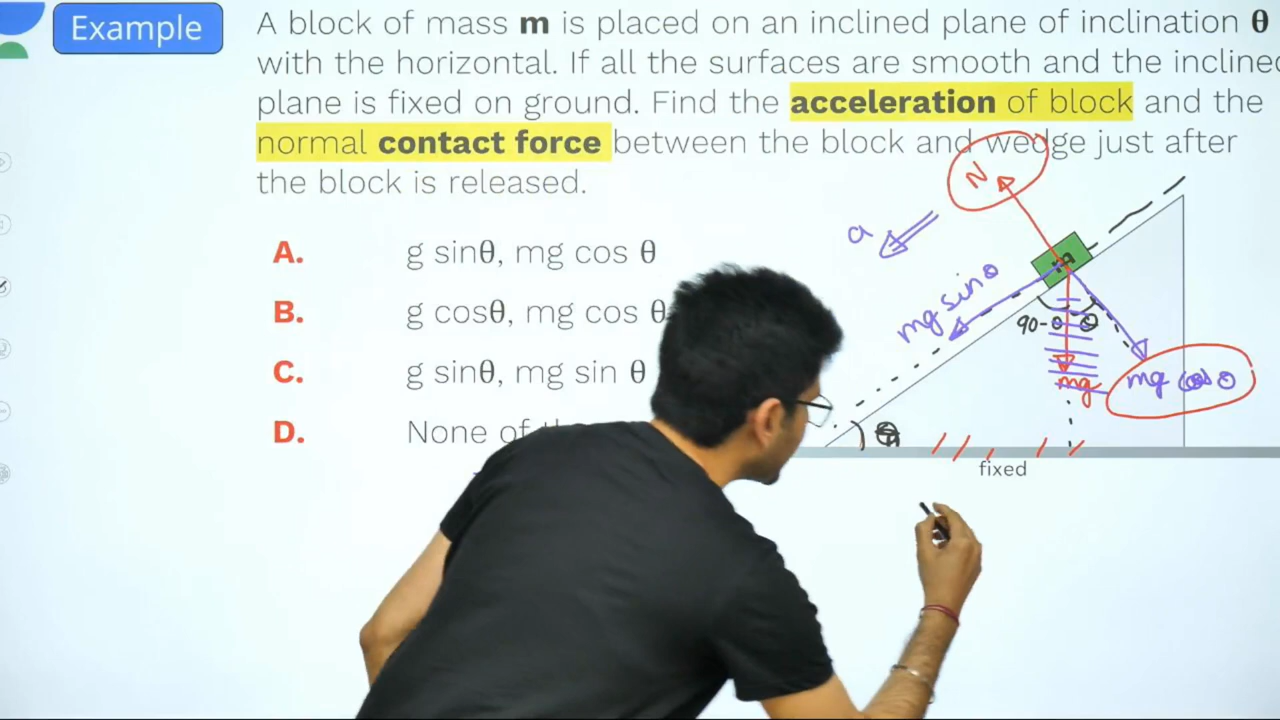 Example
A block of mass m is placed on an inclined plane of inclination θ
with the horizontal. If all the surfaces are smooth and the incline
plane is fixed on ground. Find the acceleration of block and the
normal contact force between the block and wedge just after
the block is released.
A. g sinθ, mg cos θ
B. g cosθ, mg cos θ
C. g sinθ, mg sin θ
D. None of
N
a
m
mg sinθ
90-θ θ
mg
mg cosθ
θ
fixed